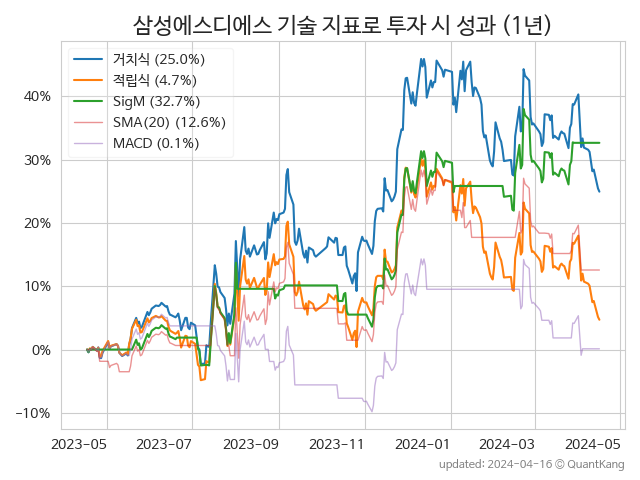 삼성에스디에스 기술 지표로 투자 시 성과 (1년)
거치식 (25.0%)
적립식 (4.7%)
SigM (32.7%)
SMA(20) (12.6%)
MACD (0.1%)
40%
30%
20%
10%
0%
−10%
2023-05 2023-07 2023-09 2023-11 2024-01 2024-03 2024-05
updated: 2024-04-16 © QuantKang